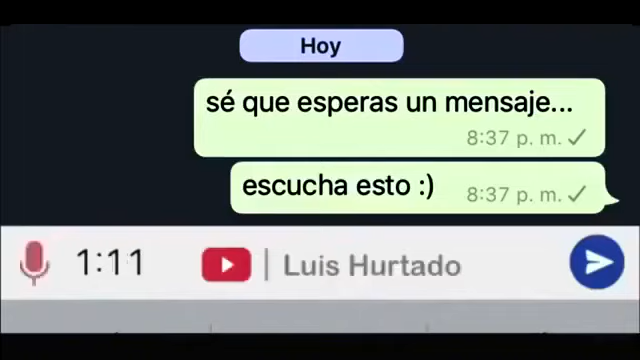 Hoy
sé que esperas un mensaje...
8:37 p. m.
escucha esto :)
8:37 p. m.
1:11 | Luis Hurtado